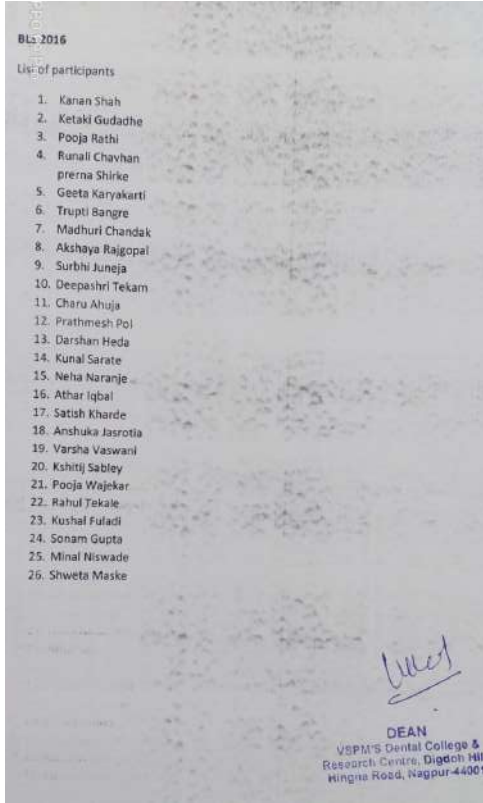 BLS 2016
List of participants
1. Kanan Shah
2. Ketaki Gudadhe
3. Pooja Rathi
4. Runali Chavhan
prerna Shirke
5. Geeta Karyakarti
6. Trupti Bangre
7. Madhuri Chandak
8. Akshaya Rajgopal
9. Surbhi Juneja
10. Deepashri Tekam
11. Charu Ahuja
12. Prathmesh Pol
13. Darshan Heda
14. Kunal Sarate
15. Neha Naranje
16. Athar Iqbal
17. Satish Kharde
18. Anshuka Jasrotia
19. Varsha Vaswani
20. Kshitij Sabley
21. Pooja Wajekar
22. Rahul Tekale
23. Kushal Fuladi
24. Sonam Gupta
25. Minal Niswade
26. Shweta Maske
DEAN
VSPM'S Dental College &
Research Centre, Digdoh Hil
Hingna Road, Nagpur-44001